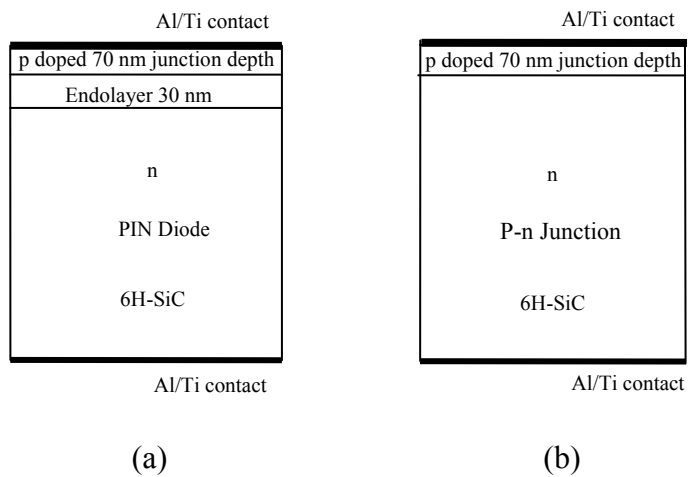 Al/Ti contact
p doped 70 nm junction depth
Endolayer 30 nm
n
PIN Diode
6H-SiC
Al/Ti contact
(a)
Al/Ti contact
p doped 70 nm junction depth
n
P-n Junction
6H-SiC
Al/Ti contact
(b)